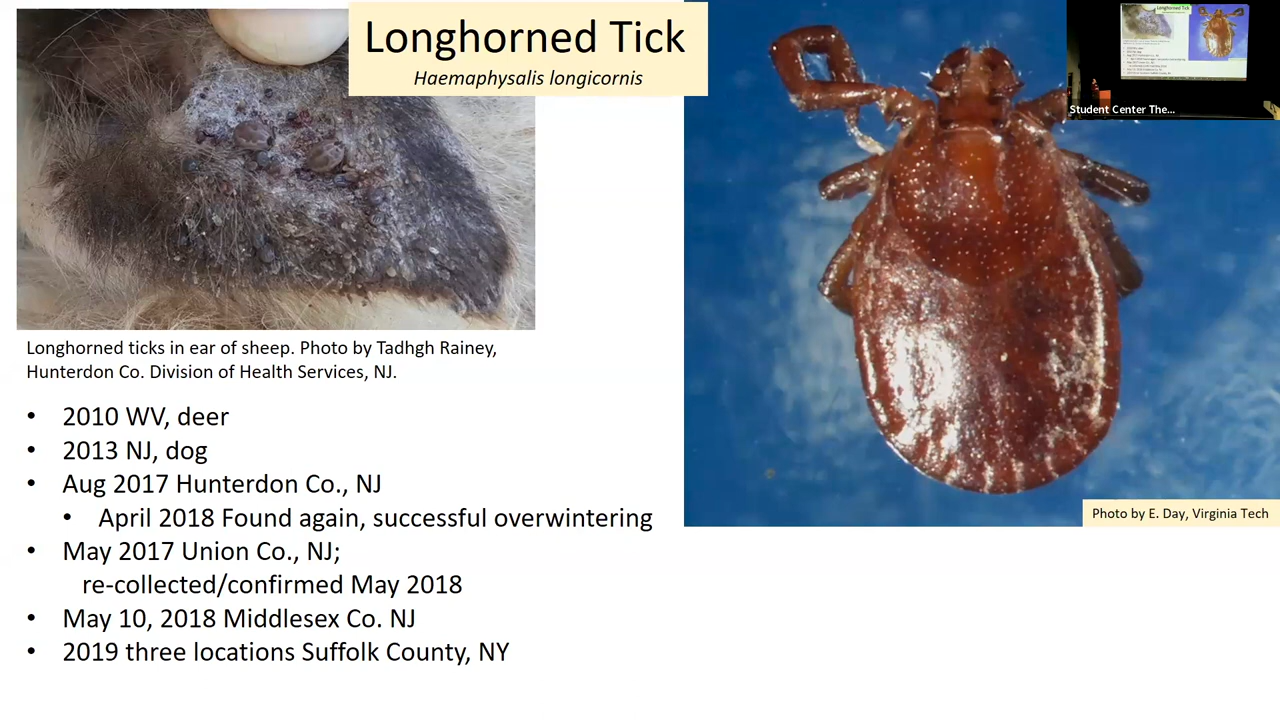 Longhorned Tick
Haemaphysalis longicornis
Student Center The...
Longhorned ticks in ear of sheep. Photo by Tadhgh Rainey,
Hunterdon Co. Division of Health Services, NJ.
• 2010 WV, deer
• 2013 NJ, dog
• Aug 2017 Hunterdon Co., NJ
• April 2018 Found again, successful overwintering
• May 2017 Union Co., NJ;
re-collected/confirmed May 2018
• May 10, 2018 Middlesex Co. NJ
• 2019 three locations Suffolk County, NY
Photo by E. Day, Virginia Tech